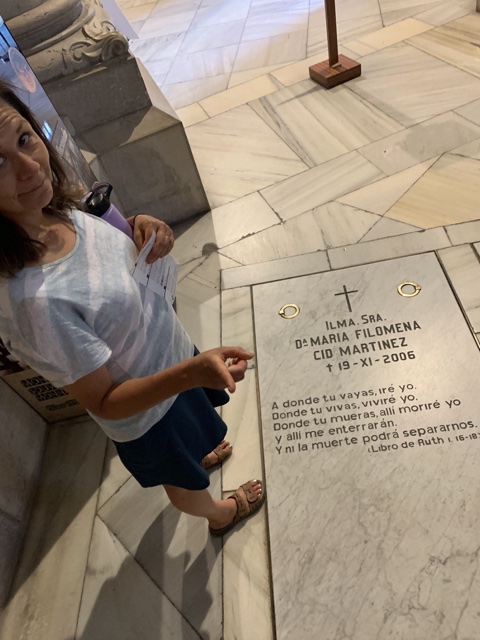 ILMA. SRA.
Dª MARIA FILOMENA
CID MARTINEZ
† 19-XI-2006
A donde tu vayas, iré yo.
Donde tu vivas, viviré yo.
Donde tu mueras, allí moriré yo
y allí me enterrarán.
Y ni la muerte podrá separarnos.
(Libro de Ruth I. 16-18)